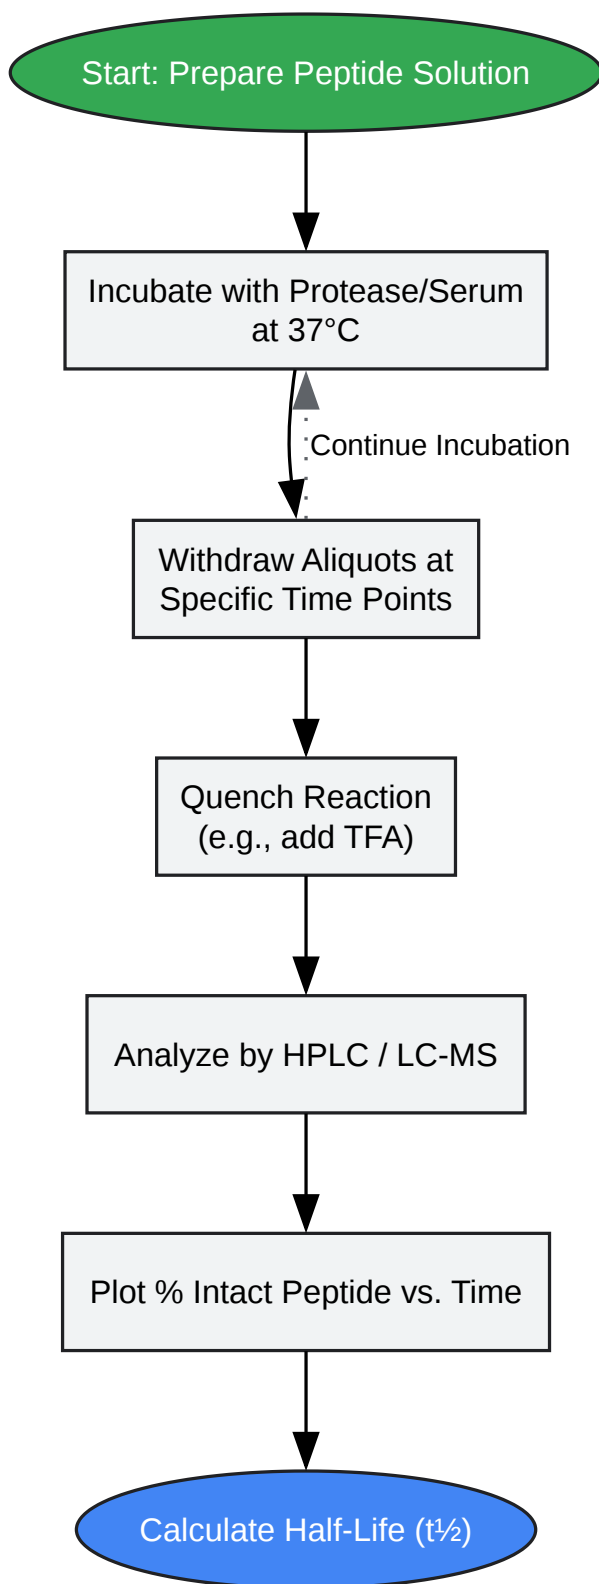 Start: Prepare Peptide Solution
Incubate with Protease/Serum
at 37°C
Continue Incubation
Withdraw Aliquots at
Specific Time Points
Quench Reaction
(e.g., add TFA)
Analyze by HPLC / LC-MS
Plot % Intact Peptide vs. Time
Calculate Half-Life (t½)